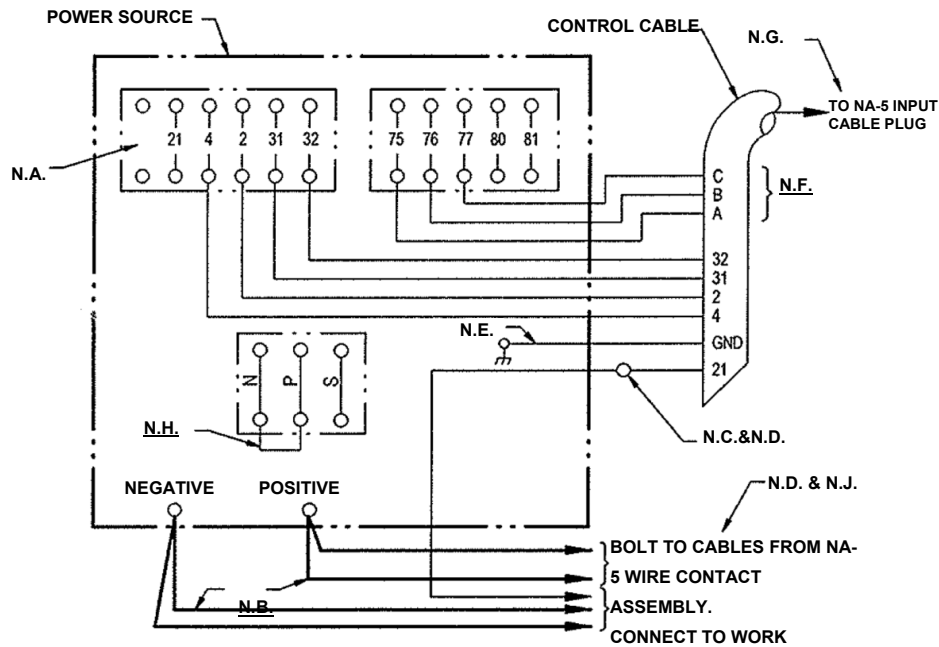 POWER SOURCE
CONTROL CABLE
N.G.
TO NA-5 INPUT
CABLE PLUG
21 4 2 31 32
75 76 77 80 81
N.A.
C
B
A
N.F.
32
31
2
4
N.E.
GND
21
N P S
N.H.
N.C.&N.D.
NEGATIVE POSITIVE
N.D. & N.J.
BOLT TO CABLES FROM NA-
5 WIRE CONTACT
ASSEMBLY.
CONNECT TO WORK
N.B.